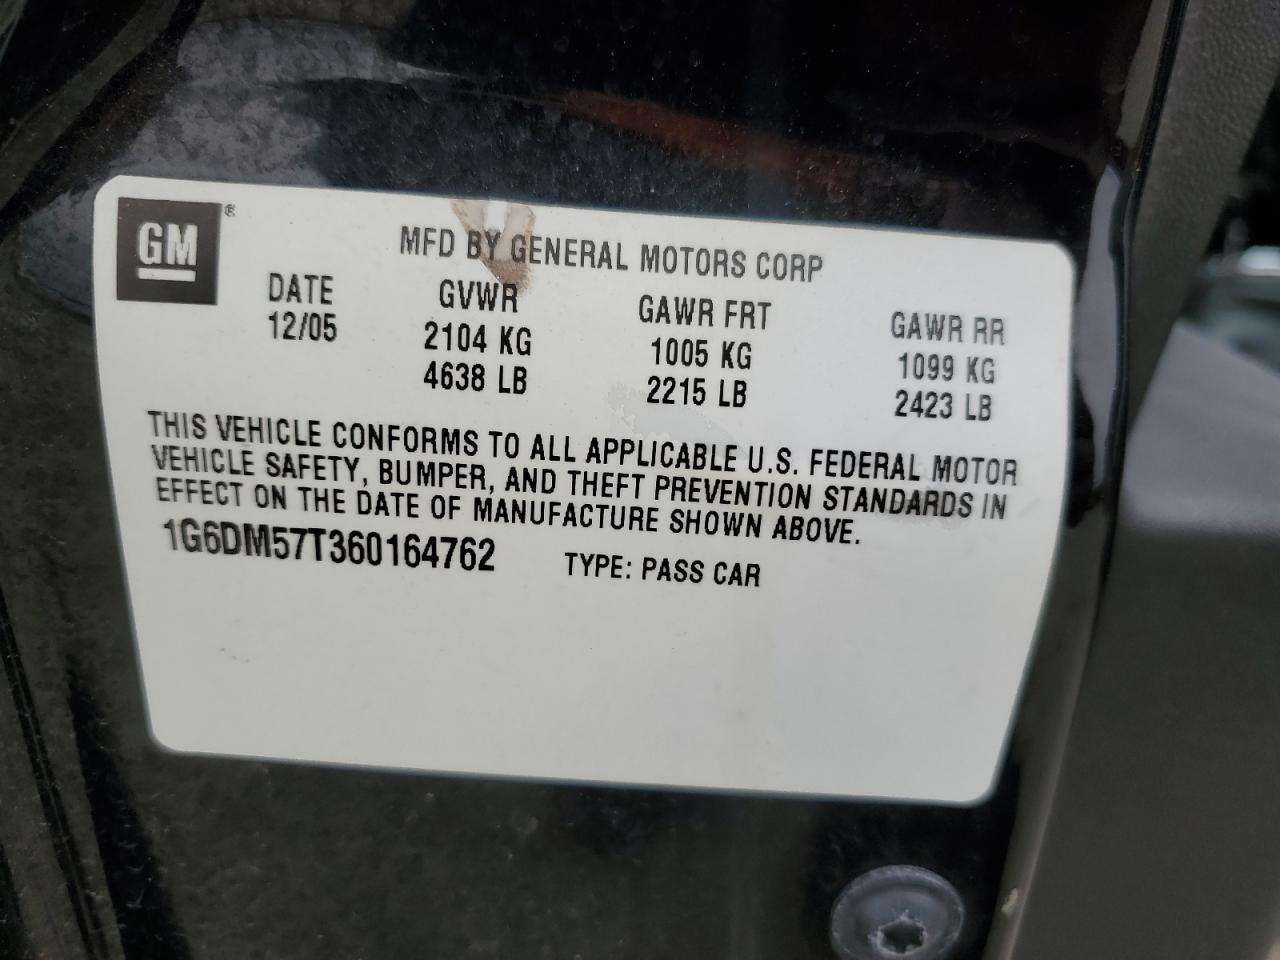 GM ®
MFD BY GENERAL MOTORS CORP
DATE GVWR GAWR FRT GAWR RR
12/05 2104 KG 1005 KG 1099 KG
4638 LB 2215 LB 2423 LB
THIS VEHICLE CONFORMS TO ALL APPLICABLE U.S. FEDERAL MOTOR
VEHICLE SAFETY, BUMPER, AND THEFT PREVENTION STANDARDS IN
EFFECT ON THE DATE OF MANUFACTURE SHOWN ABOVE.
1G6DM57T360164762 TYPE: PASS CAR